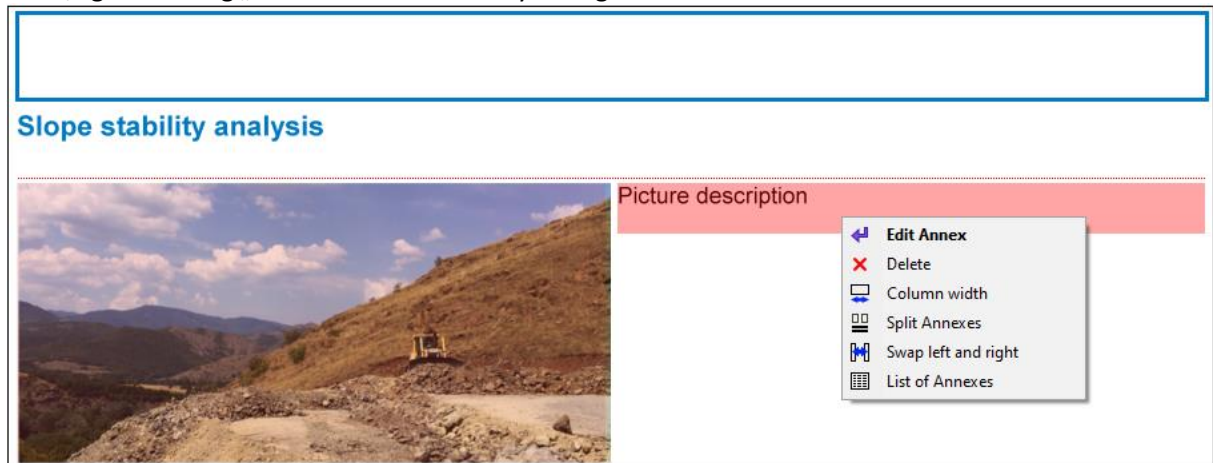 Slope stability analysis
Picture description
Edit Annex
Delete
Column width
Split Annexes
Swap left and right
List of Annexes